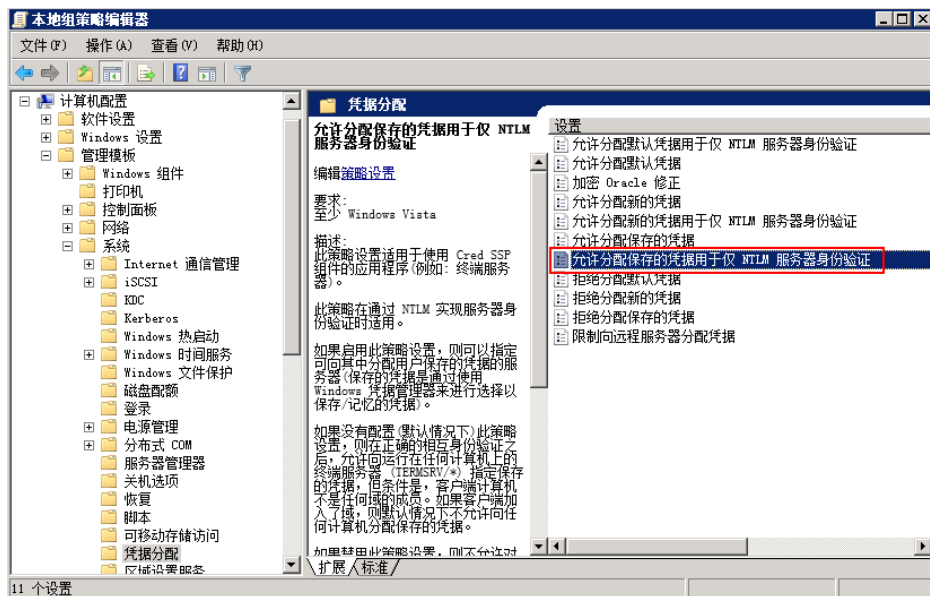 本地组策略编辑器
文件(F) 操作(A) 查看(V) 帮助(H)
计算机配置
软件设置
Windows 设置
管理模板
Windows 组件
打印机
控制面板
网络
系统
Internet 通信管理
iSCSI
KDC
Kerberos
Windows 热启动
Windows 时间服务
Windows 文件保护
磁盘配额
登录
电源管理
分布式 COM
服务器管理器
关机选项
恢复
脚本
可移动存储访问
凭据分配
区域设置服务
凭据分配
允许分配保存的凭据用于仅 NTLM
服务器身份验证
编辑策略设置
要求:
至少 Windows Vista
描述:
此策略设置适用于使用 Cred SSP
组件的应用程序(例如: 终端服务
器)。
此策略在通过 NTLM 实现服务器身
份验证时适用。
如果启用此策略设置，则可以指定
可向其中分配用户保存的凭据的服
务器(保存的凭据是通过使用
Windows 凭据管理器来进行选择以
保存/记忆的凭据)。
如果没有配置(默认情况下)此策略
设置，则在正确的相互身份验证之
后，允许向运行在任何计算机上的
终端服务器 (TERMSRV/*) 指定保存
的凭据，但条件是，客户端计算机
不是任何域的成员。如果客户端加
入了域，则默认情况下不允许向任
何计算机分配保存的凭据。
如果禁用此策略设置，则不允许对
设置
允许分配默认凭据用于仅 NTLM 服务器身份验证
允许分配默认凭据
加密 Oracle 修正
允许分配新的凭据
允许分配新的凭据用于仅 NTLM 服务器身份验证
允许分配保存的凭据
允许分配保存的凭据用于仅 NTLM 服务器身份验证
拒绝分配默认凭据
拒绝分配新的凭据
拒绝分配保存的凭据
限制向远程服务器分配凭据
扩展 标准
11 个设置